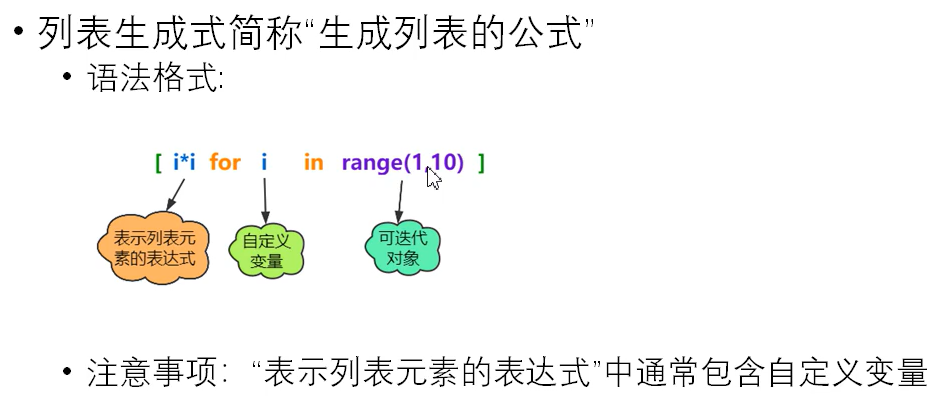 • 列表生成式简称“生成列表的公式”
• 语法格式:
[ i*i for i in range(1,10) ]
表示列表元
素的表达式
自定义
变量
可迭代
对象
• 注意事项：“表示列表元素的表达式”中通常包含自定义变量